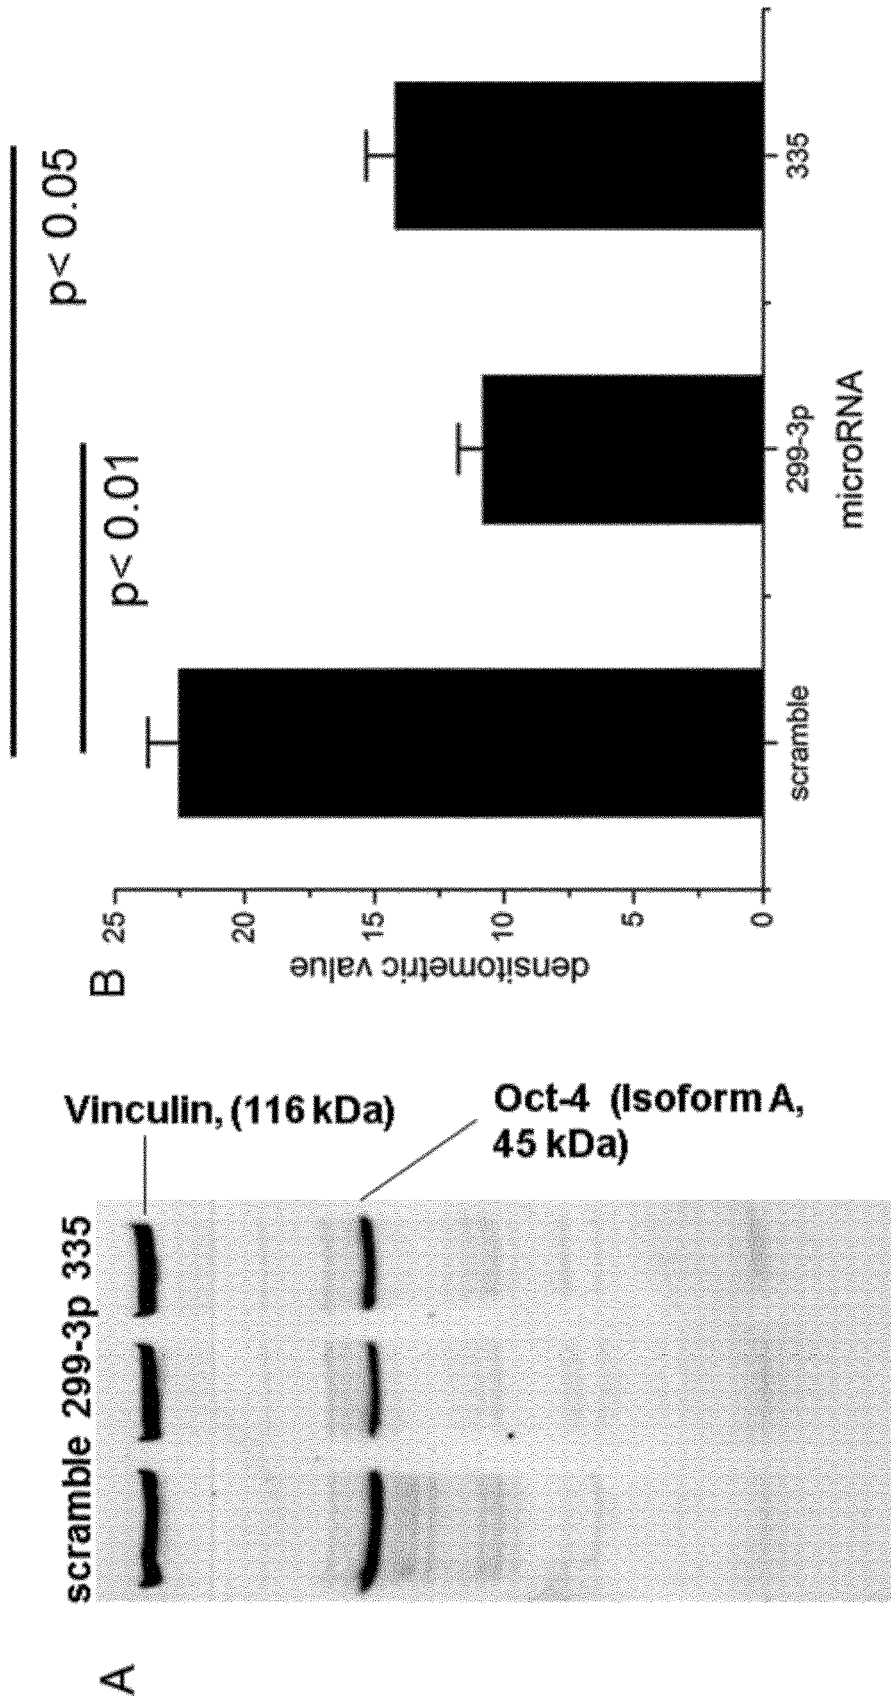 A
scramble 299-3p 335
Vinculin, (116 kDa)
Oct-4 (Isoform A,
45 kDa)
B
p< 0.05
p< 0.01
densitometric value
25
20
15
10
5
0
scramble
299-3p
335
microRNA